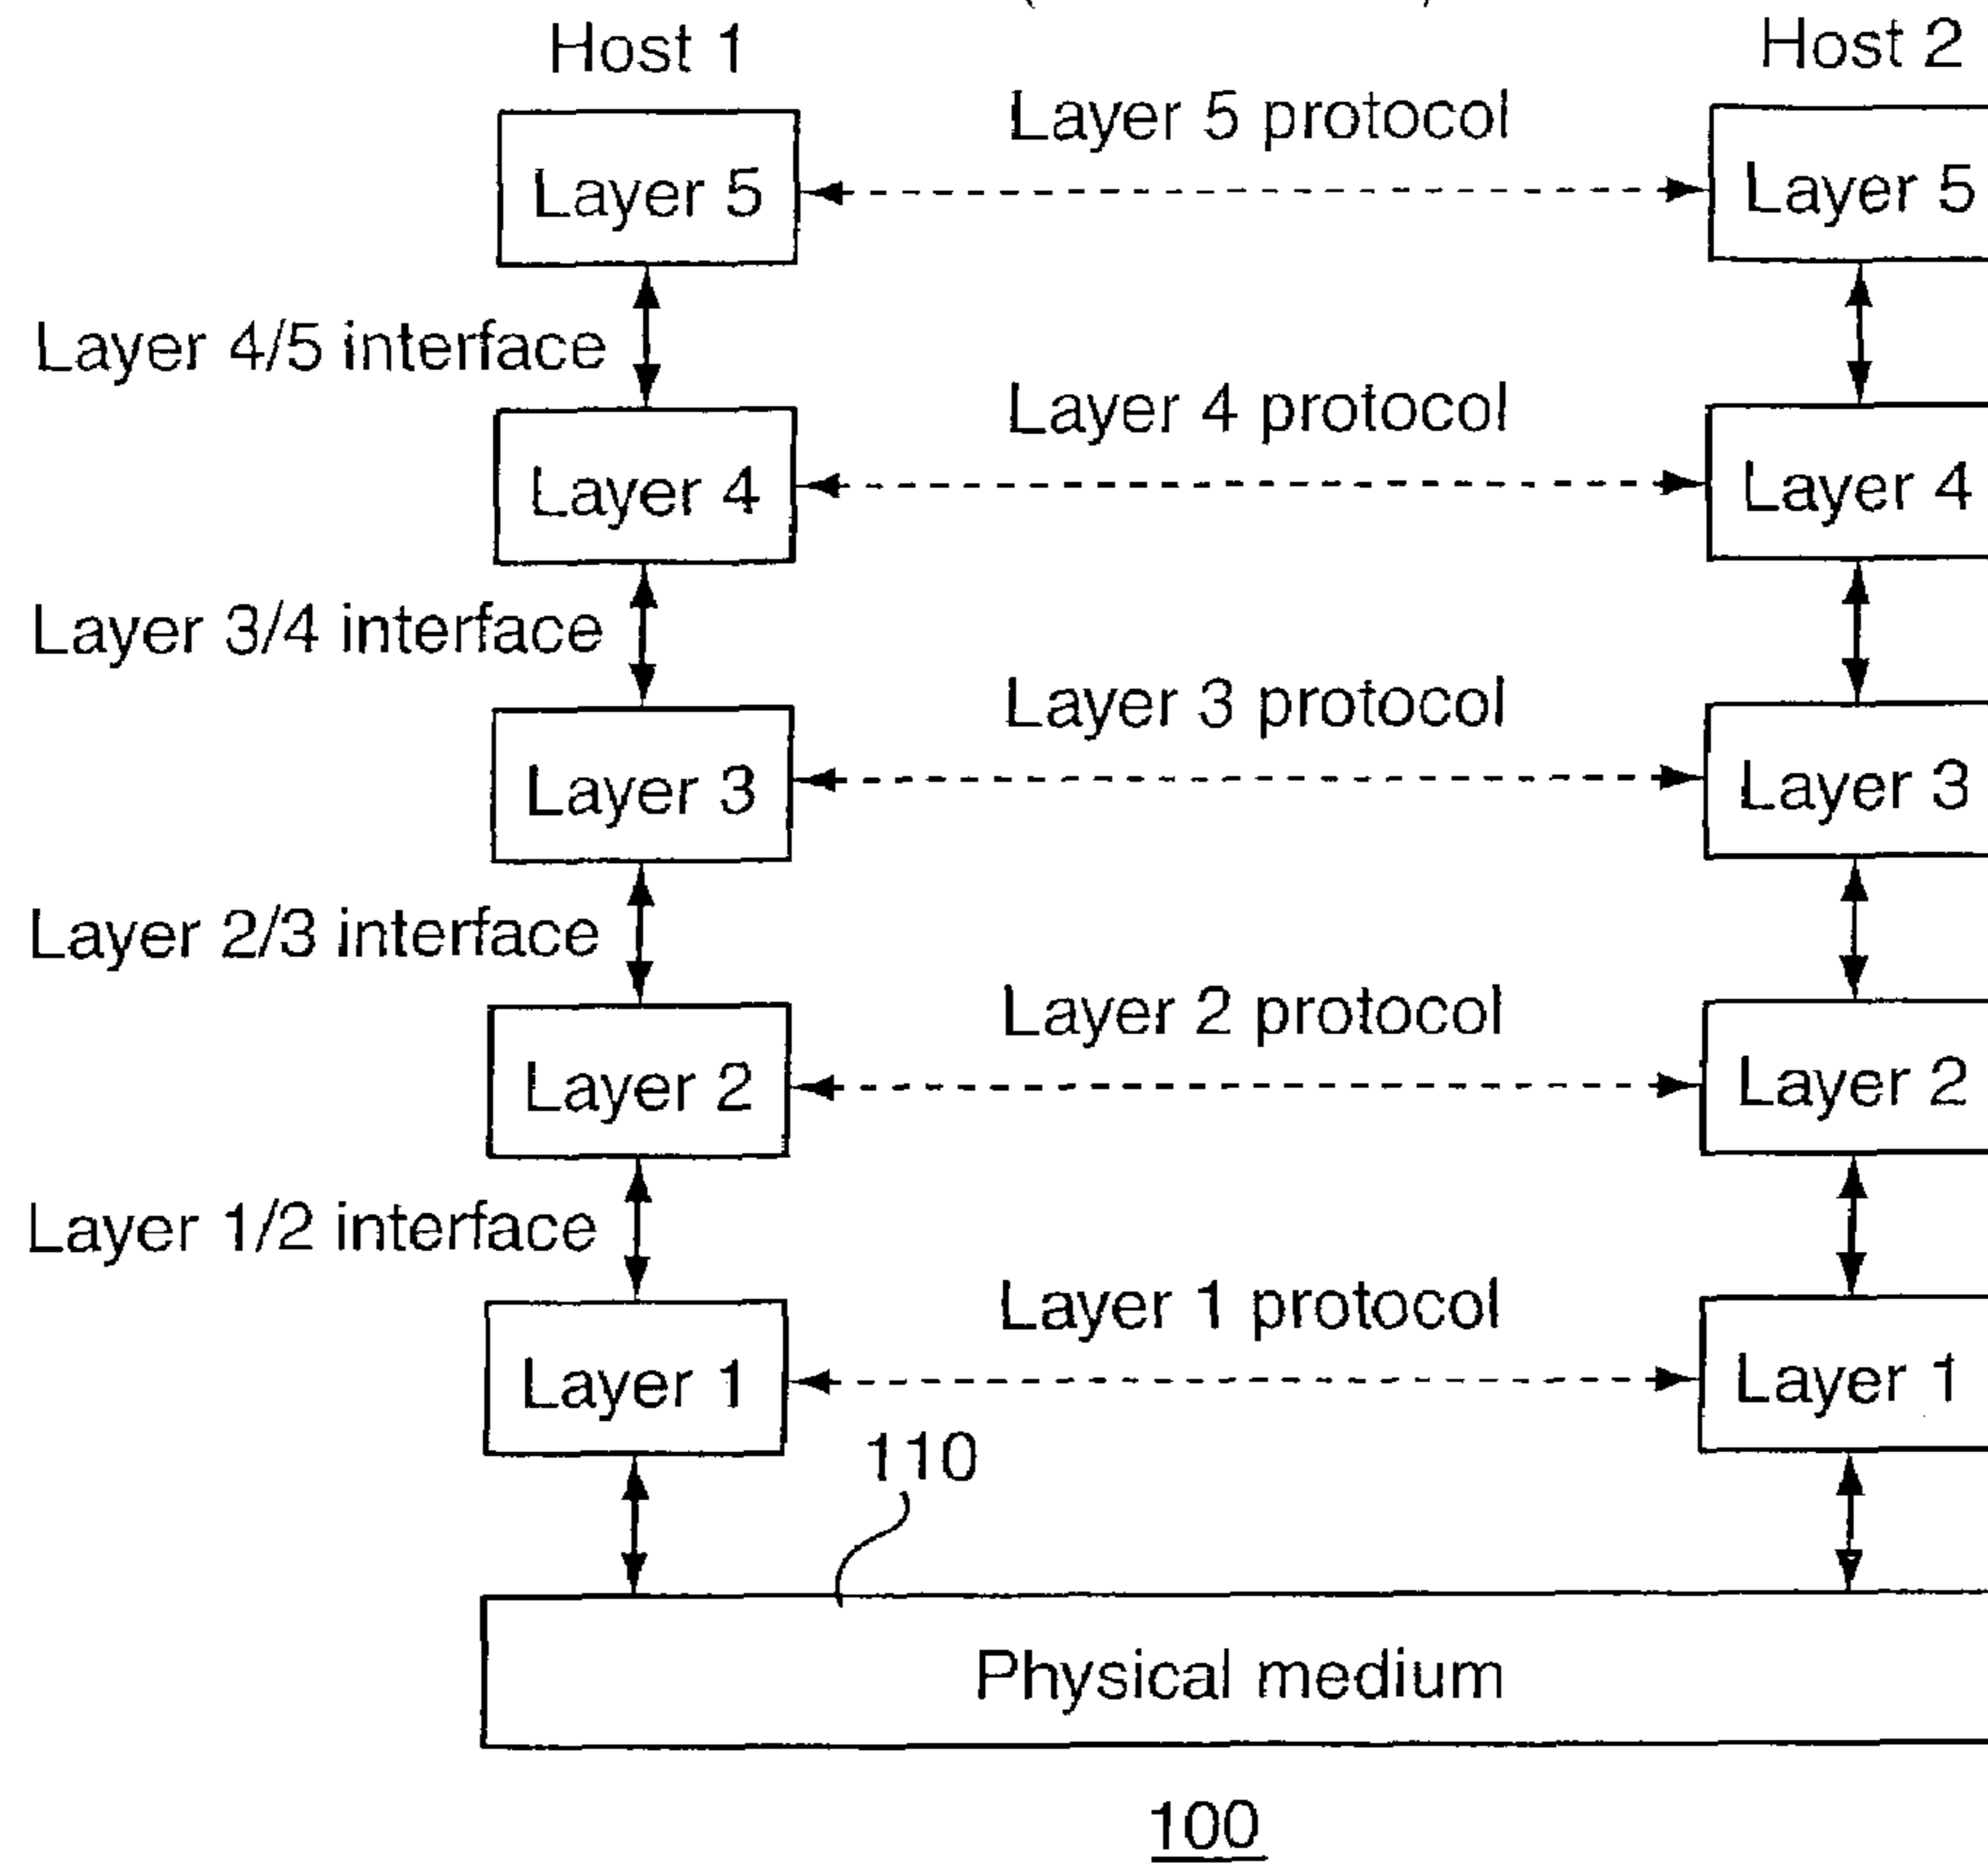 Host 1
Host 2
Layer 5 protocol
Layer 5
Layer 5
Layer 4/5 interface
Layer 4 protocol
Layer 4
Layer 4
Layer 3/4 interface
Layer 3 protocol
Layer 3
Layer 3
Layer 2/3 interface
Layer 2 protocol
Layer 2
Layer 2
Layer 1/2 interface
Layer 1 protocol
Layer 1
Layer 1
110
Physical medium
100